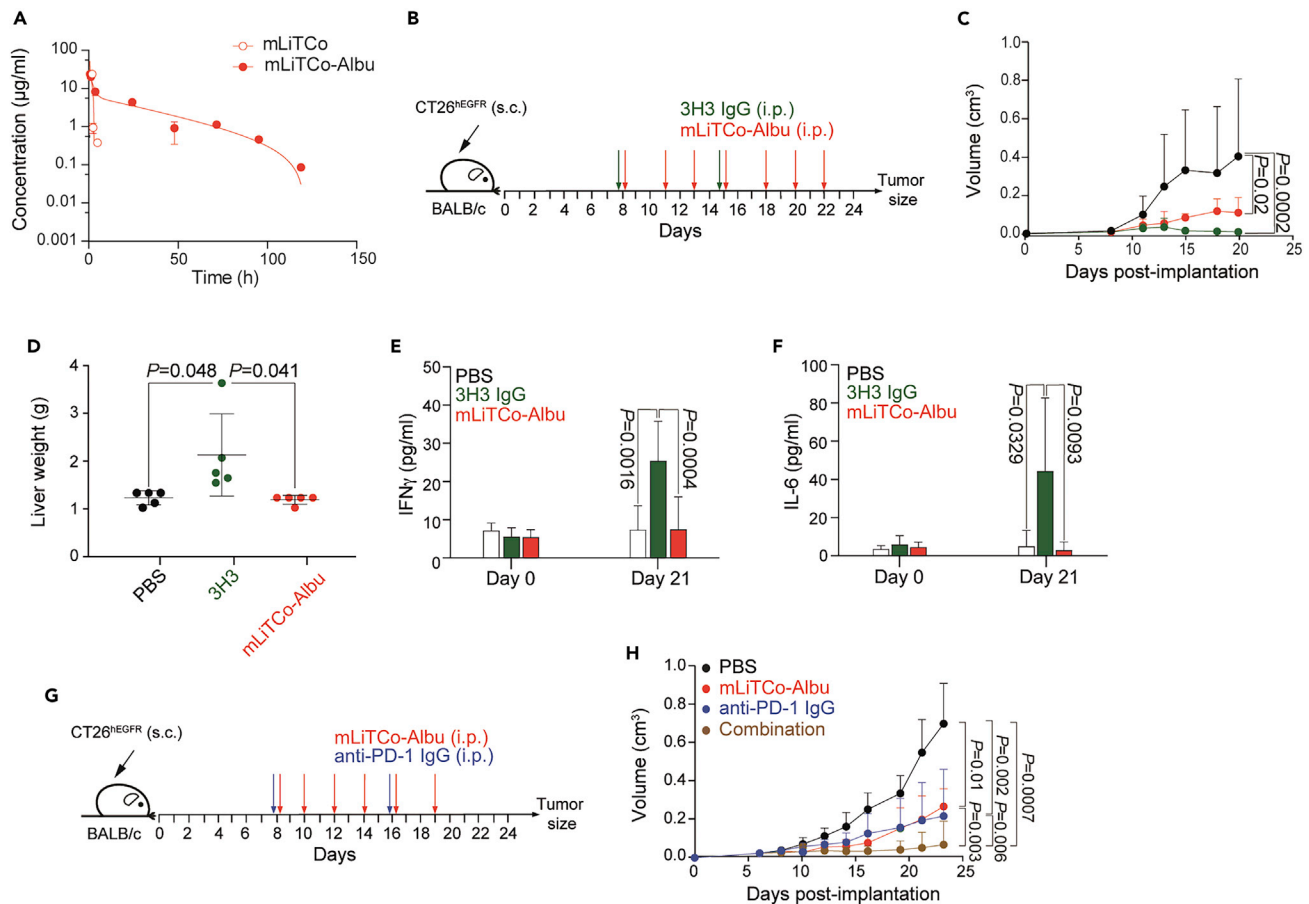 A
Concentration (µg/ml)
100
10
1
0.1
0.001
0
50
100
150
Time (h)
mLiTCo
mLiTCo-Albu
B
CT26hEGFR (s.c.)
BALB/c
3H3 IgG (i.p.)
mLiTCo-Albu (i.p.)
0 2 4 6 8 10 12 14 16 18 20 22 24
Days
Tumor
size
C
Volume (cm3)
1.0
0.8
0.6
0.4
0.2
0.0
0 5 10 15 20 25
Days post-implantation
P=0.02
P=0.0002
D
Liver weight (g)
4
3
2
1
0
P=0.048
P=0.041
PBS
3H3
mLiTCo-Albu
E
IFNγ (pg/ml)
50
40
30
20
10
0
PBS
3H3 IgG
mLiTCo-Albu
P=0.0016
P=0.0004
Day 0
Day 21
F
IL-6 (pg/ml)
100
80
60
40
20
0
PBS
3H3 IgG
mLiTCo-Albu
P=0.0329
P=0.0093
Day 0
Day 21
G
CT26hEGFR (s.c.)
BALB/c
mLiTCo-Albu (i.p.)
anti-PD-1 IgG (i.p.)
0 2 4 6 8 10 12 14 16 18 20 22 24
Days
Tumor
size
H
Volume (cm3)
1.0
0.8
0.6
0.4
0.2
0.0
PBS
mLiTCo-Albu
anti-PD-1 IgG
Combination
0 5 10 15 20 25
Days post-implantation
P=0.01
P=0.003
P=0.002
P=0.006
P=0.0007